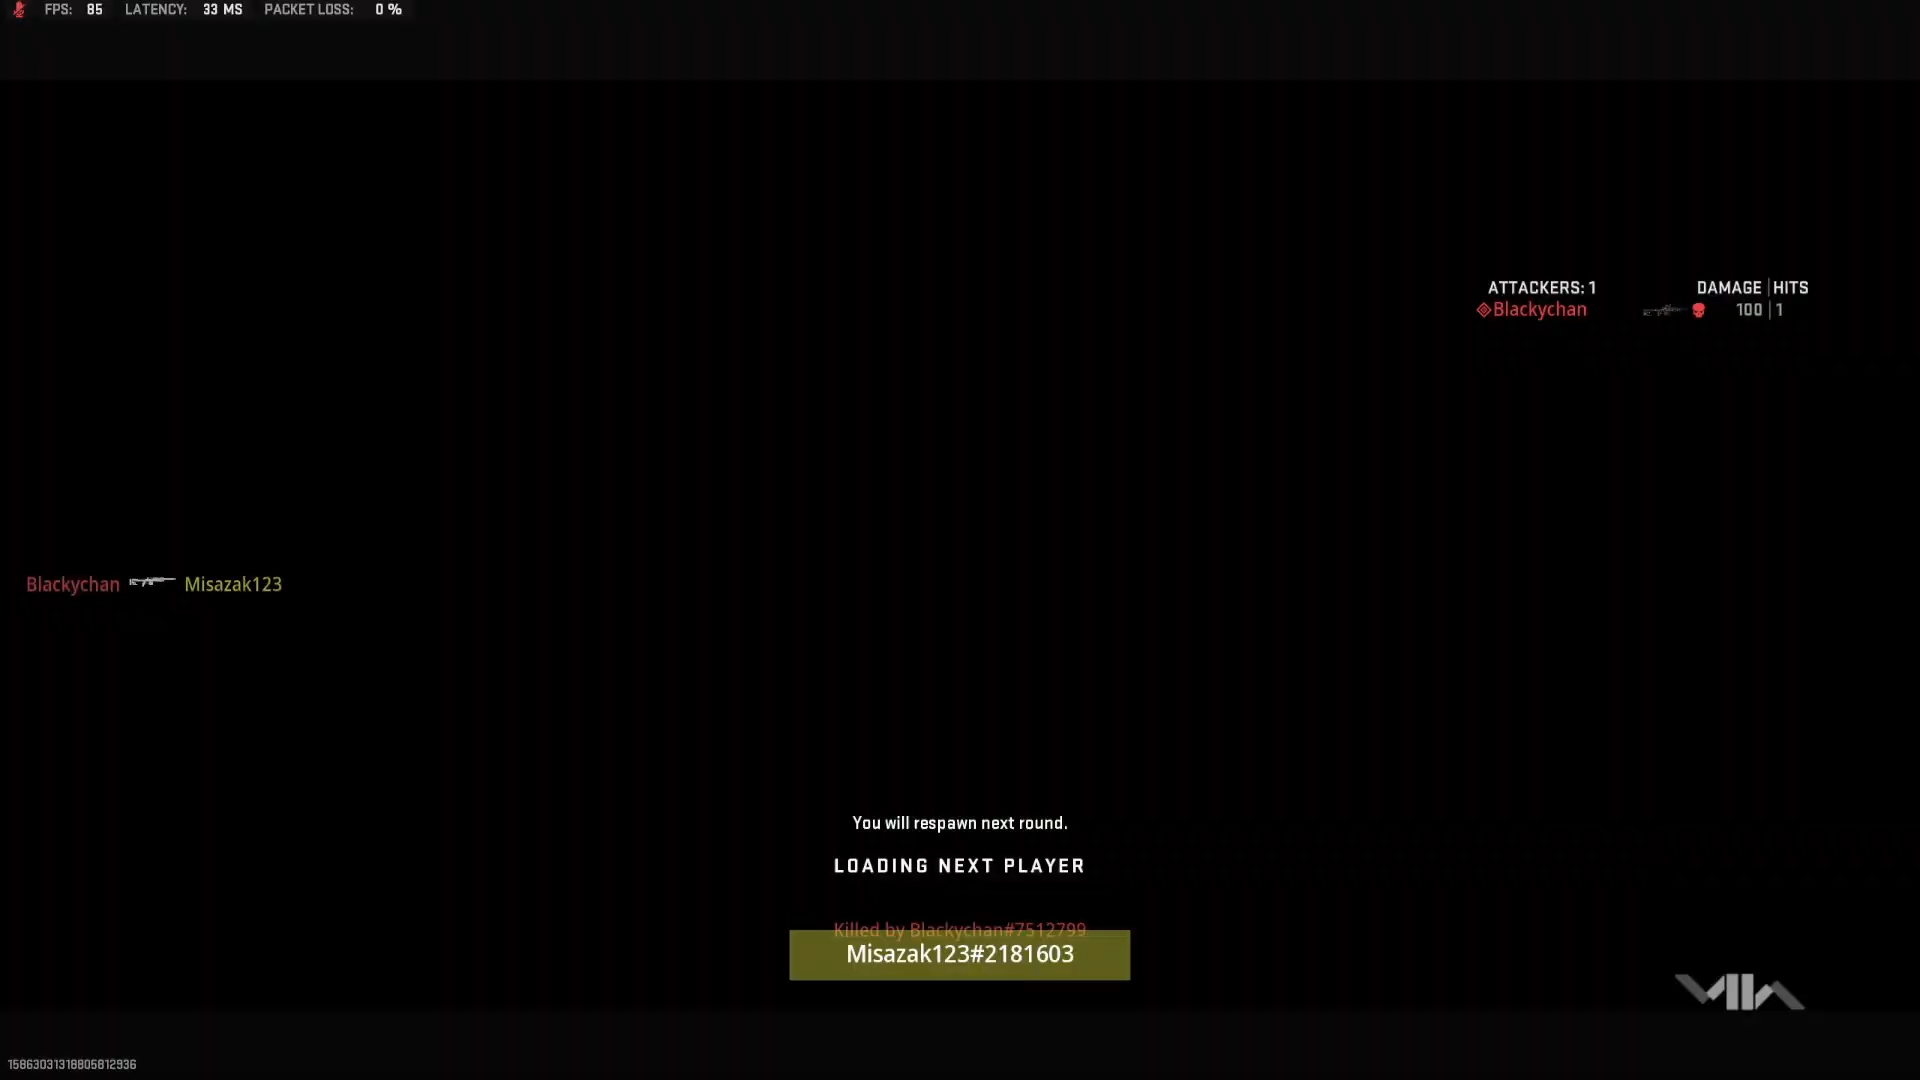 FPS: 85 LATENCY: 33 MS PACKET LOSS: 0 %
ATTACKERS: 1 DAMAGE | HITS
Blackychan 100 | 1
Blackychan Misazak123
You will respawn next round.
LOADING NEXT PLAYER
Killed by Blackychan#7512799
Misazak123#2181603
15863031318805812936